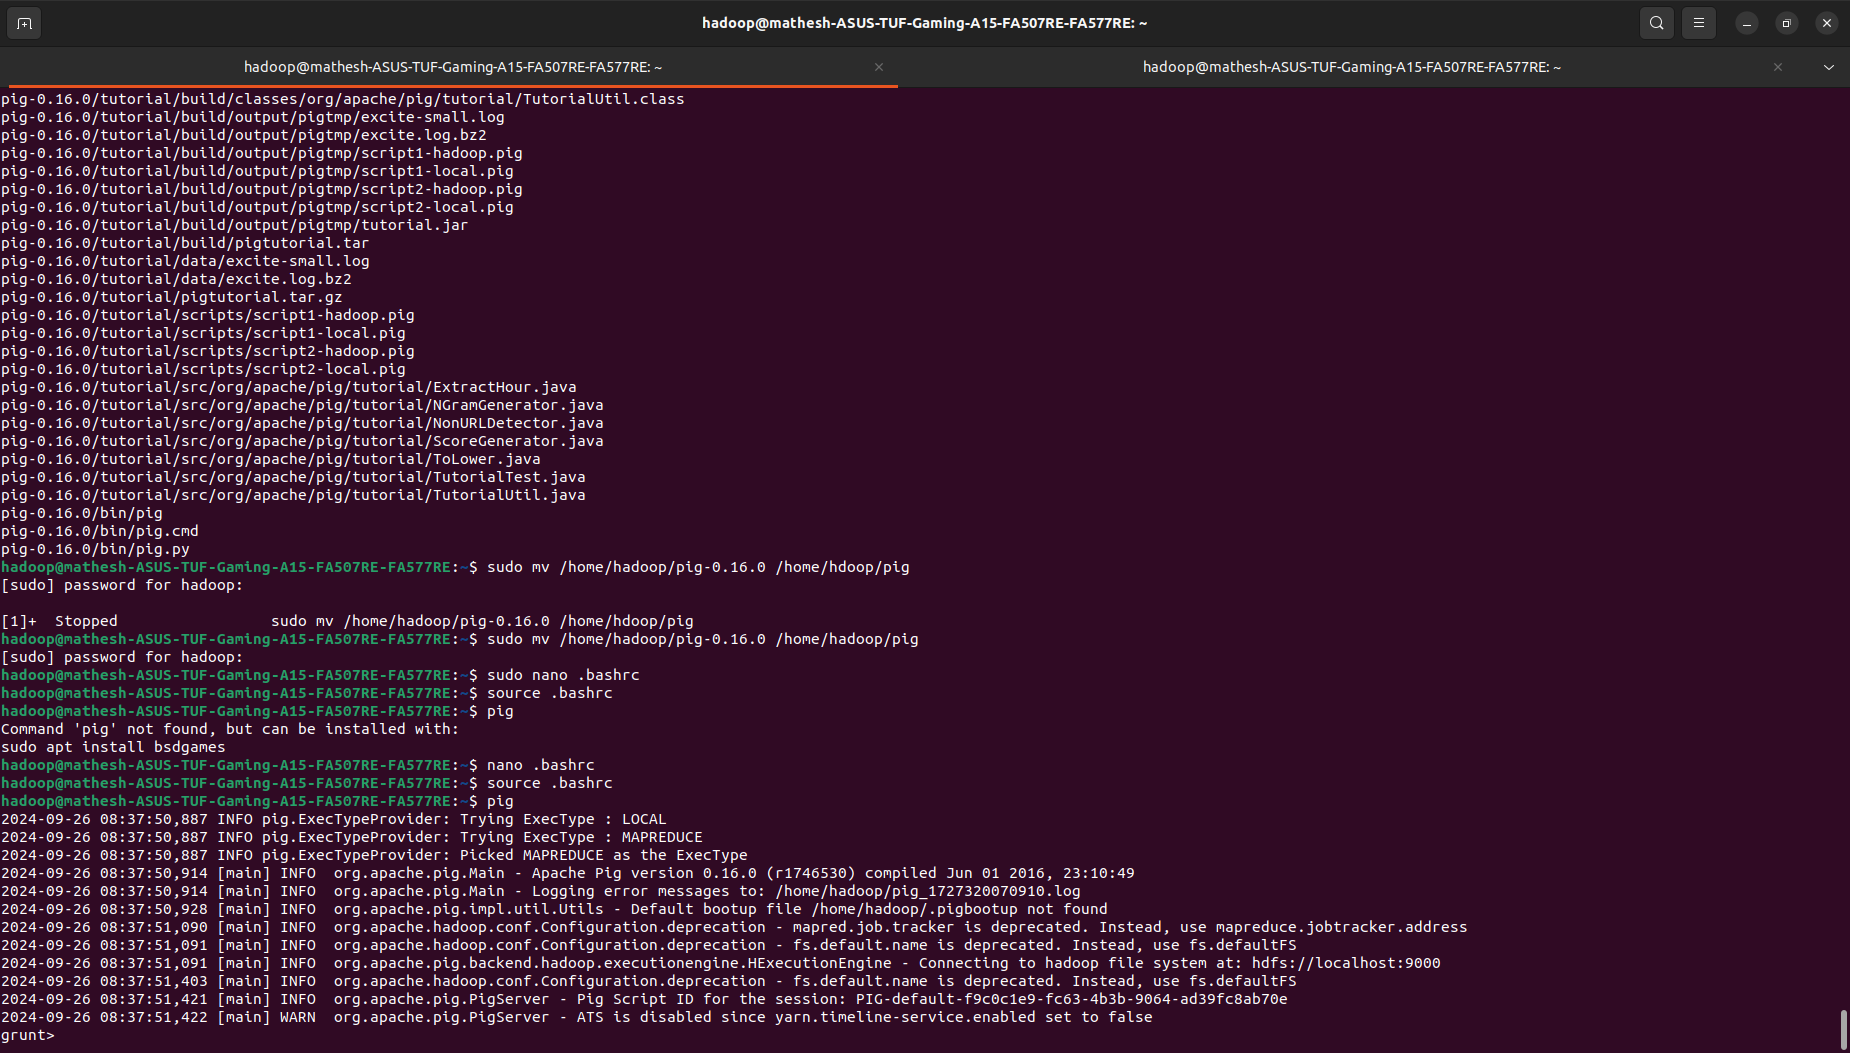 hadoop@mathesh-ASUS-TUF-Gaming-A15-FA507RE-FA577RE: ~
hadoop@mathesh-ASUS-TUF-Gaming-A15-FA507RE-FA577RE: ~
hadoop@mathesh-ASUS-TUF-Gaming-A15-FA507RE-FA577RE: ~
pig-0.16.0/tutorial/build/classes/org/apache/pig/tutorial/TutorialUtil.class
pig-0.16.0/tutorial/build/output/pigtmp/excite-small.log
pig-0.16.0/tutorial/build/output/pigtmp/excite.log.bz2
pig-0.16.0/tutorial/build/output/pigtmp/script1-hadoop.pig
pig-0.16.0/tutorial/build/output/pigtmp/script1-local.pig
pig-0.16.0/tutorial/build/output/pigtmp/script2-hadoop.pig
pig-0.16.0/tutorial/build/output/pigtmp/script2-local.pig
pig-0.16.0/tutorial/build/output/pigtmp/tutorial.jar
pig-0.16.0/tutorial/build/pigtutorial.tar
pig-0.16.0/tutorial/data/excite-small.log
pig-0.16.0/tutorial/data/excite.log.bz2
pig-0.16.0/tutorial/pigtutorial.tar.gz
pig-0.16.0/tutorial/scripts/script1-hadoop.pig
pig-0.16.0/tutorial/scripts/script1-local.pig
pig-0.16.0/tutorial/scripts/script2-hadoop.pig
pig-0.16.0/tutorial/scripts/script2-local.pig
pig-0.16.0/tutorial/src/org/apache/pig/tutorial/ExtractHour.java
pig-0.16.0/tutorial/src/org/apache/pig/tutorial/NGramGenerator.java
pig-0.16.0/tutorial/src/org/apache/pig/tutorial/NonURLDetector.java
pig-0.16.0/tutorial/src/org/apache/pig/tutorial/ScoreGenerator.java
pig-0.16.0/tutorial/src/org/apache/pig/tutorial/ToLower.java
pig-0.16.0/tutorial/src/org/apache/pig/tutorial/TutorialTest.java
pig-0.16.0/tutorial/src/org/apache/pig/tutorial/TutorialUtil.java
pig-0.16.0/bin/pig
pig-0.16.0/bin/pig.cmd
pig-0.16.0/bin/pig.py
hadoop@mathesh-ASUS-TUF-Gaming-A15-FA507RE-FA577RE:~$ sudo mv /home/hadoop/pig-0.16.0 /home/hdoop/pig
[sudo] password for hadoop:
[1]+  Stopped                 sudo mv /home/hadoop/pig-0.16.0 /home/hdoop/pig
hadoop@mathesh-ASUS-TUF-Gaming-A15-FA507RE-FA577RE:~$ sudo mv /home/hadoop/pig-0.16.0 /home/hadoop/pig
[sudo] password for hadoop:
hadoop@mathesh-ASUS-TUF-Gaming-A15-FA507RE-FA577RE:~$ sudo nano .bashrc
hadoop@mathesh-ASUS-TUF-Gaming-A15-FA507RE-FA577RE:~$ source .bashrc
hadoop@mathesh-ASUS-TUF-Gaming-A15-FA507RE-FA577RE:~$ pig
Command 'pig' not found, but can be installed with:
sudo apt install bsdgames
hadoop@mathesh-ASUS-TUF-Gaming-A15-FA507RE-FA577RE:~$ nano .bashrc
hadoop@mathesh-ASUS-TUF-Gaming-A15-FA507RE-FA577RE:~$ source .bashrc
hadoop@mathesh-ASUS-TUF-Gaming-A15-FA507RE-FA577RE:~$ pig
2024-09-26 08:37:50,887 INFO pig.ExecTypeProvider: Trying ExecType : LOCAL
2024-09-26 08:37:50,887 INFO pig.ExecTypeProvider: Trying ExecType : MAPREDUCE
2024-09-26 08:37:50,887 INFO pig.ExecTypeProvider: Picked MAPREDUCE as the ExecType
2024-09-26 08:37:50,914 [main] INFO  org.apache.pig.Main - Apache Pig version 0.16.0 (r1746530) compiled Jun 01 2016, 23:10:49
2024-09-26 08:37:50,914 [main] INFO  org.apache.pig.Main - Logging error messages to: /home/hadoop/pig_1727320070910.log
2024-09-26 08:37:50,928 [main] INFO  org.apache.pig.impl.util.Utils - Default bootup file /home/hadoop/.pigbootup not found
2024-09-26 08:37:51,090 [main] INFO  org.apache.hadoop.conf.Configuration.deprecation - mapred.job.tracker is deprecated. Instead, use mapreduce.jobtracker.address
2024-09-26 08:37:51,091 [main] INFO  org.apache.hadoop.conf.Configuration.deprecation - fs.default.name is deprecated. Instead, use fs.defaultFS
2024-09-26 08:37:51,091 [main] INFO  org.apache.pig.backend.hadoop.executionengine.HExecutionEngine - Connecting to hadoop file system at: hdfs://localhost:9000
2024-09-26 08:37:51,403 [main] INFO  org.apache.hadoop.conf.Configuration.deprecation - fs.default.name is deprecated. Instead, use fs.defaultFS
2024-09-26 08:37:51,421 [main] INFO  org.apache.pig.PigServer - Pig Script ID for the session: PIG-default-f9c0c1e9-fc63-4b3b-9064-ad39fc8ab70e
2024-09-26 08:37:51,422 [main] WARN  org.apache.pig.PigServer - ATS is disabled since yarn.timeline-service.enabled set to false
grunt>